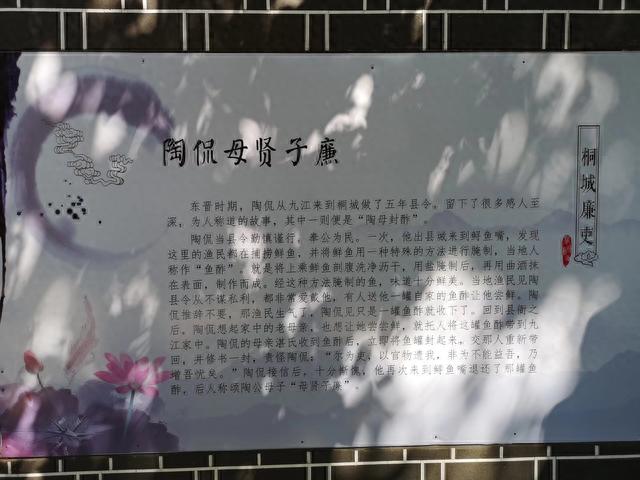 陶侃母贤子廉
东晋时期，陶侃从九江来到桐城做了五年县令。留下了很多感人至
深，为人称道的故事，其中一则便是“陶母封酢”。
陶侃当县令勤慎谨行，奉公为民。一次，他出县城来到鲟鱼嘴，发现
这里的渔民都在捕捞鲜鱼，并将鲜鱼用一种特殊的方法进行腌制，当地人
称作“鱼酢”，就是将上乘鲜鱼剖腹洗净沥干，用盐腌制后，再用曲酒抹
在表面，制作而成。经这种方法腌制的鱼，味道十分鲜美。当地渔民见陶
县令从不谋私利，都非常爱戴他，有人送他一罐自家的鱼酢让他尝鲜。陶
侃推辞不要，那渔民生气了，陶侃见只是一罐鱼酢就收下了。回到县衙之
后。陶侃想起家中的老母亲，也想让她尝尝鲜，就托人将这罐鱼酢带到九
江家中。陶侃的母亲湛氏收到鱼酢后，立即将鱼罐封起来，交那人重新带
回，并修书一封，责怪陶侃：“尔为吏，以官物遗我，非为不能益吾，乃
增吾忧矣。”陶侃接信后，十分惭愧，他再次来到鲟鱼嘴退还了那罐鱼
酢，后人称颂陶公母子“母贤子廉”。
桐城廉吏